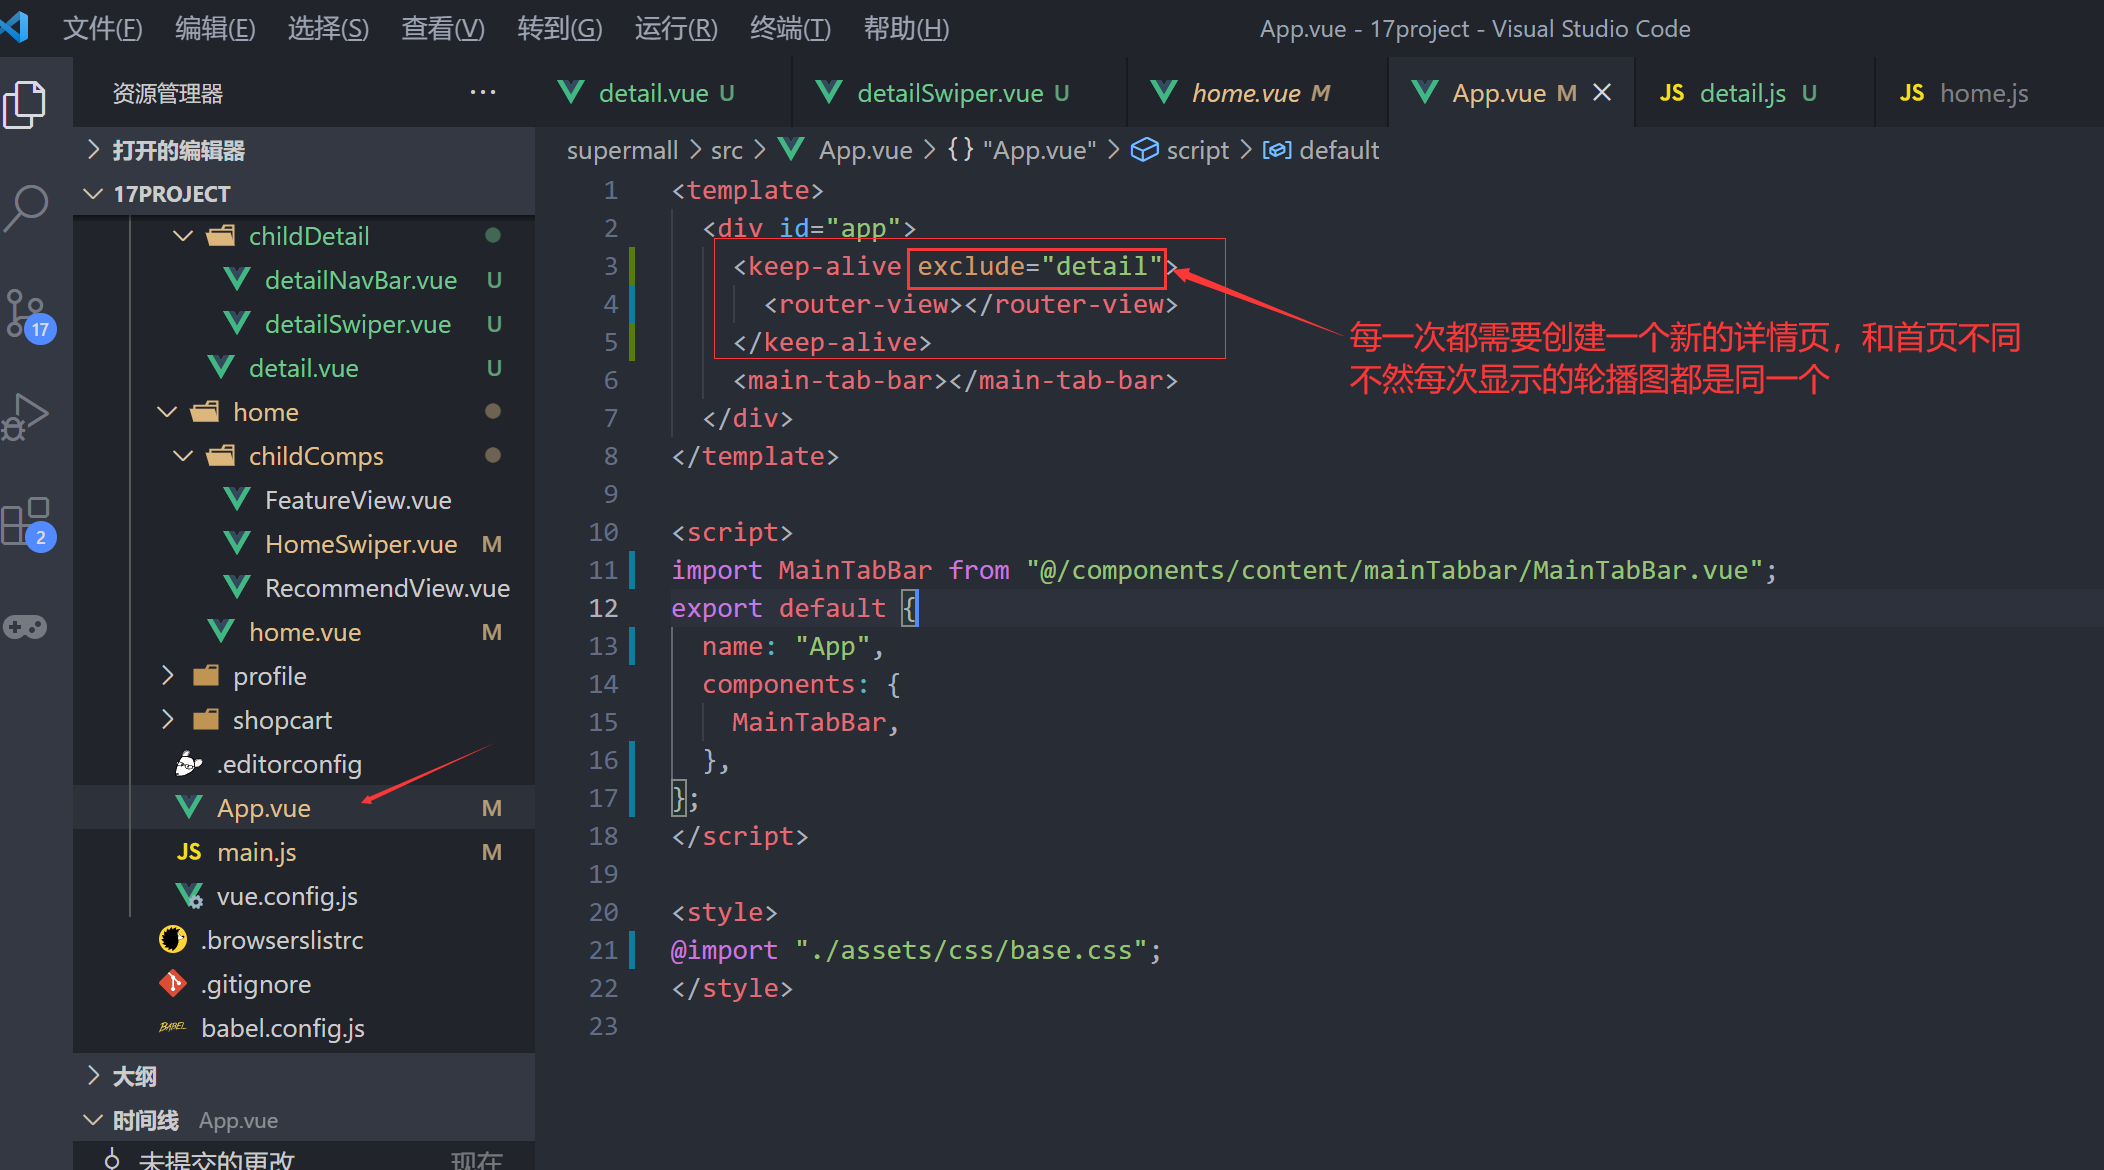 文件(F) 编辑(E) 选择(S) 查看(V) 转到(G) 运行(R) 终端(T) 帮助(H) App.vue - 17project - Visual Studio Code
资源管理器 ···
detail.vue U detailSwiper.vue U home.vue M App.vue M JS detail.js U JS home.js
打开的编辑器
17PROJECT
childDetail
detailNavBar.vue U
detailSwiper.vue U
detail.vue U
home
childComps
FeatureView.vue
HomeSwiper.vue M
RecommendView.vue
home.vue M
profile
shopcart
.editorconfig
App.vue M
JS main.js M
vue.config.js
.browserslistrc
.gitignore
BABEL babel.config.js
大纲
时间线 App.vue
未提交的更改 现在
17
2
supermall > src > App.vue > {} "App.vue" > script > default
1 <template>
2 <div id="app">
3 <keep-alive exclude="detail">
4 <router-view></router-view>
5 </keep-alive>
6 <main-tab-bar></main-tab-bar>
7 </div>
8 </template>
9
10 <script>
11 import MainTabBar from "@/components/content/mainTabbar/MainTabBar.vue";
12 export default {
13 name: "App",
14 components: {
15 MainTabBar,
16 },
17 };
18 </script>
19
20 <style>
21 @import "./assets/css/base.css";
22 </style>
23
每一次都需要创建一个新的详情页，和首页不同
不然每次显示的轮播图都是同一个